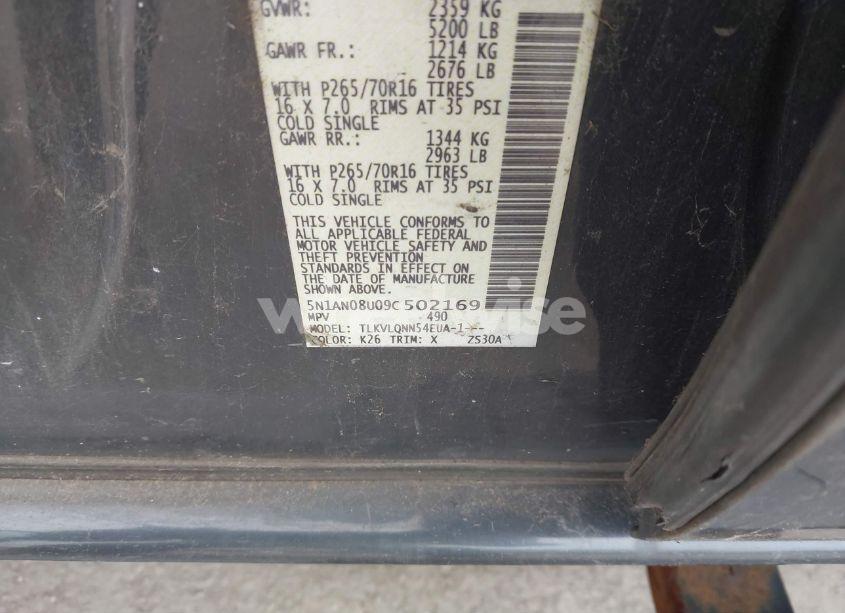 GVWR: 2359 KG
5200 LB
GAWR FR.: 1214 KG
2676 LB
WITH P265/70R16 TIRES
16 X 7.0 RIMS AT 35 PSI
COLD SINGLE
GAWR RR.: 1344 KG
2963 LB
WITH P265/70R16 TIRES
16 X 7.0 RIMS AT 35 PSI
COLD SINGLE
THIS VEHICLE CONFORMS TO
ALL APPLICABLE FEDERAL
MOTOR VEHICLE SAFETY AND
THEFT PREVENTION
STANDARDS IN EFFECT ON
THE DATE OF MANUFACTURE
SHOWN ABOVE.
5N1AN08U09C502169
MPV 490
MODEL: TLKVLQNN54EUA-1---
COLOR: K26 TRIM: X ZS30A